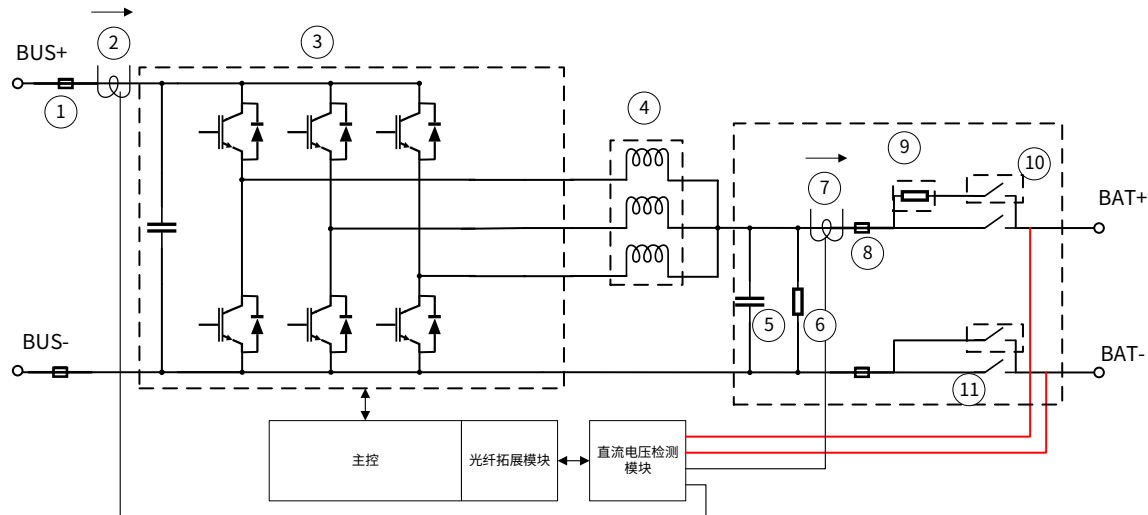 ②
③
BUS+
①
④
⑨
⑩
⑦
BAT+
⑧
⑤
⑥
BUS-
BAT-
⑪
主控
光纤拓展模块
直流电压检测
模块